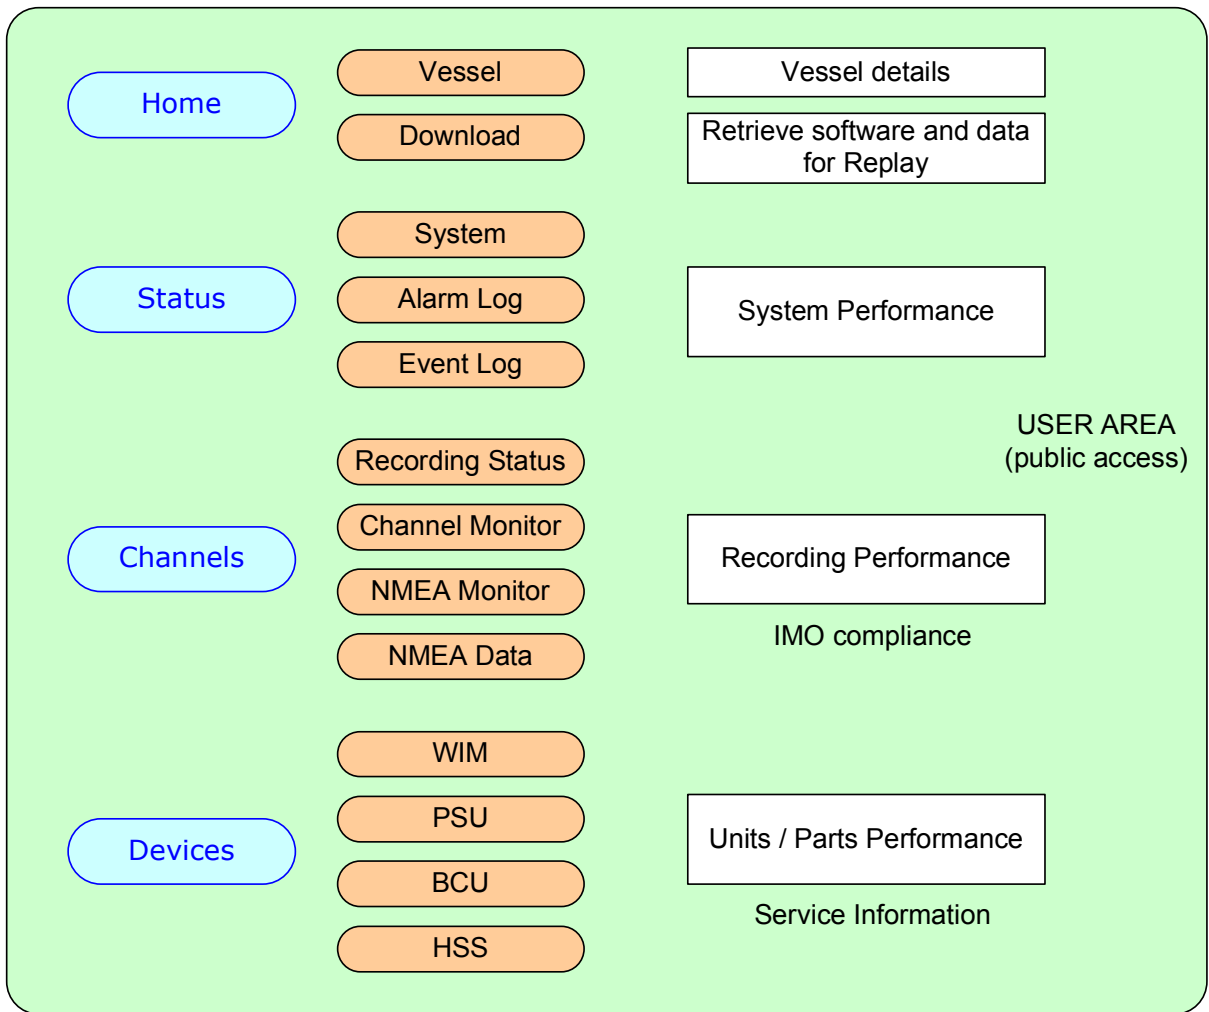 Home
Vessel
Vessel details
Download
Retrieve software and data
for Replay
Status
System
Alarm Log
Event Log
System Performance
USER AREA
(public access)
Channels
Recording Status
Channel Monitor
NMEA Monitor
NMEA Data
Recording Performance
IMO compliance
Devices
WIM
PSU
BCU
HSS
Units / Parts Performance
Service Information